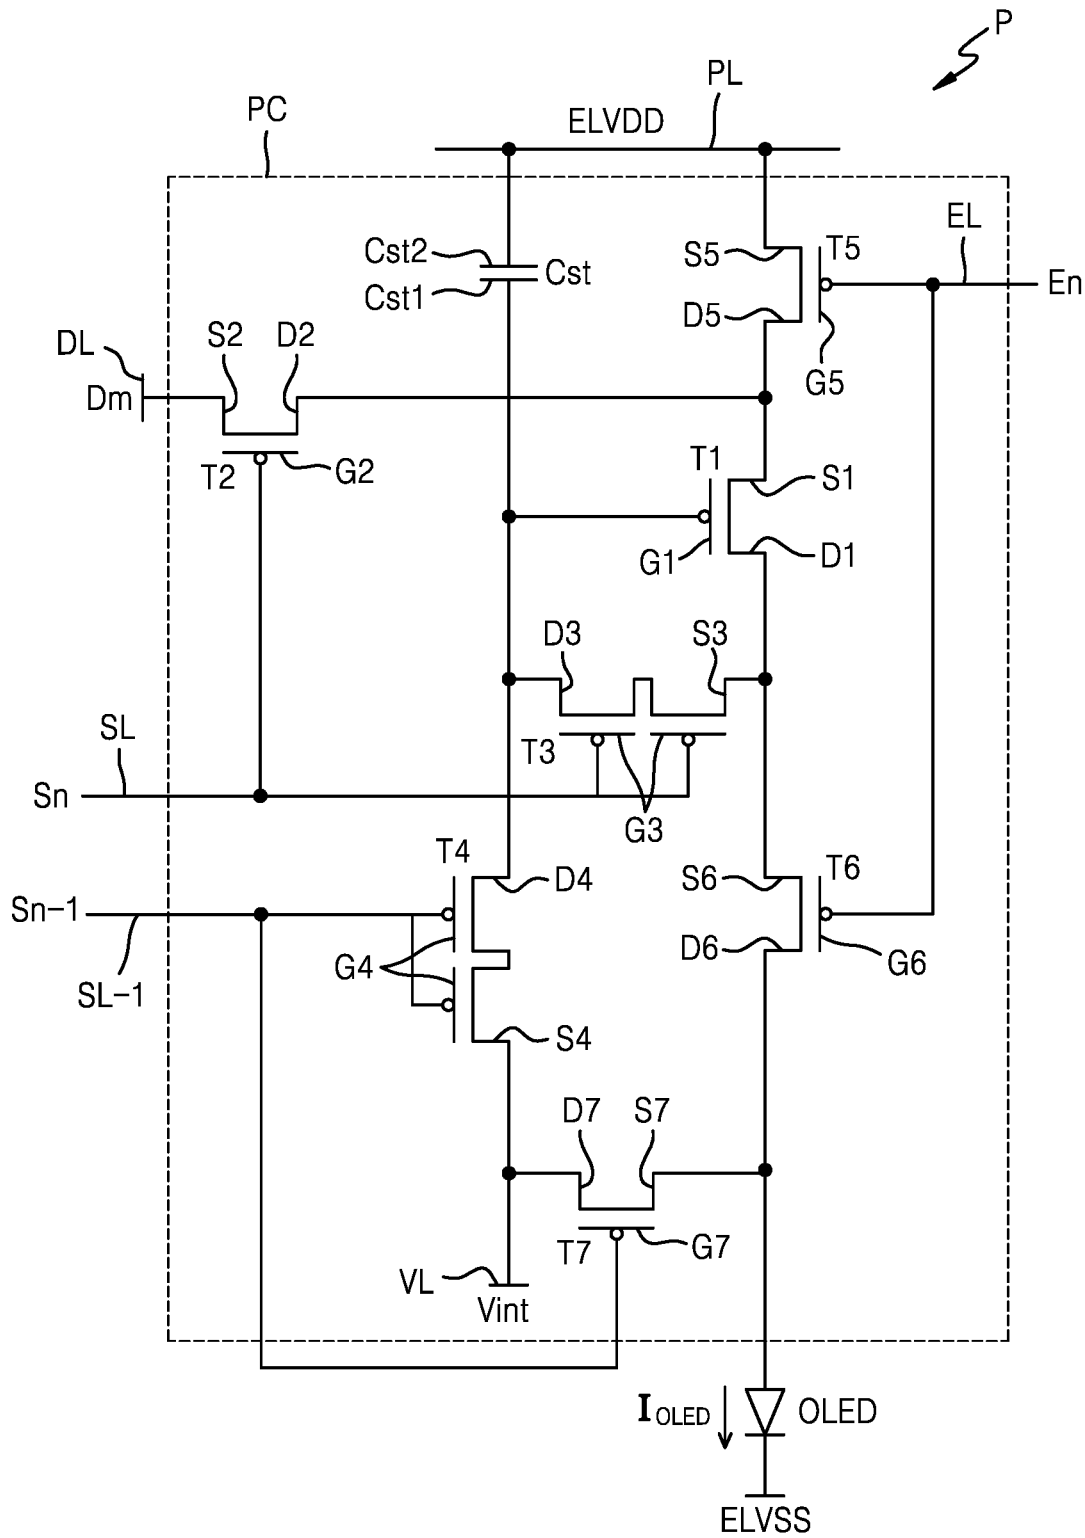 P
PL
PC
ELVDD
EL
Cst2
Cst
Cst1
S5
T5
En
D5
G5
DL
S2
D2
Dm
T2
G2
T1
S1
G1
D1
D3
S3
SL
T3
Sn
G3
T4
D4
S6
T6
Sn-1
G4
D6
G6
SL-1
S4
D7
S7
T7
G7
VL
Vint
IOLED
OLED
ELVSS